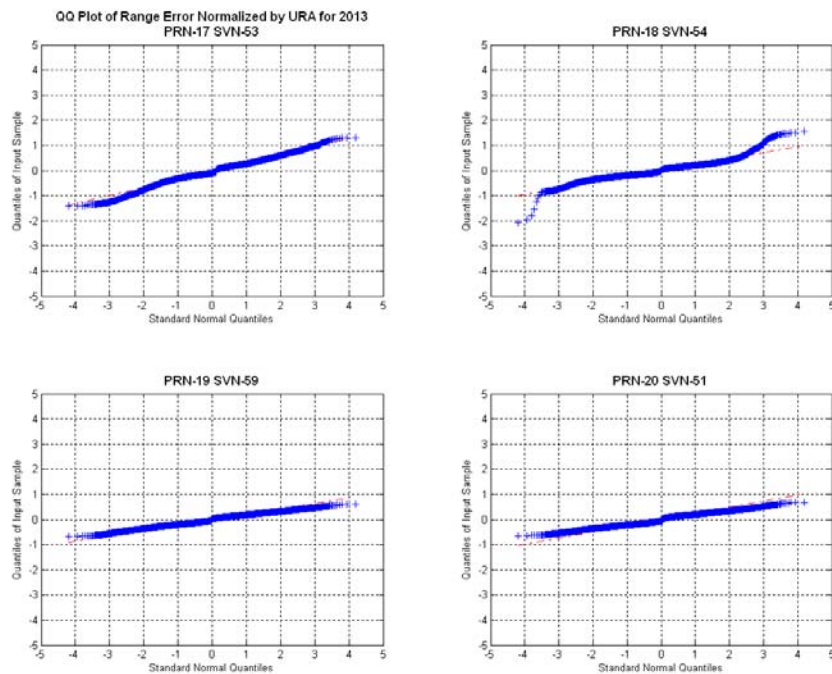 QQ Plot of Range Error Normalized by URA for 2013
PRN-17 SVN-53
PRN-18 SVN-54
5
4
3
2
1
0
-1
-2
-3
-4
-5
Quantiles of Input Sample
-5 -4 -3 -2 -1 0 1 2 3 4 5
Standard Normal Quantiles
5
4
3
2
1
0
-1
-2
-3
-4
-5
Quantiles of Input Sample
-5 -4 -3 -2 -1 0 1 2 3 4 5
Standard Normal Quantiles
PRN-19 SVN-59
PRN-20 SVN-51
5
4
3
2
1
0
-1
-2
-3
-4
-5
Quantiles of Input Sample
-5 -4 -3 -2 -1 0 1 2 3 4 5
Standard Normal Quantiles
5
4
3
2
1
0
-1
-2
-3
-4
-5
Quantiles of Input Sample
-5 -4 -3 -2 -1 0 1 2 3 4 5
Standard Normal Quantiles